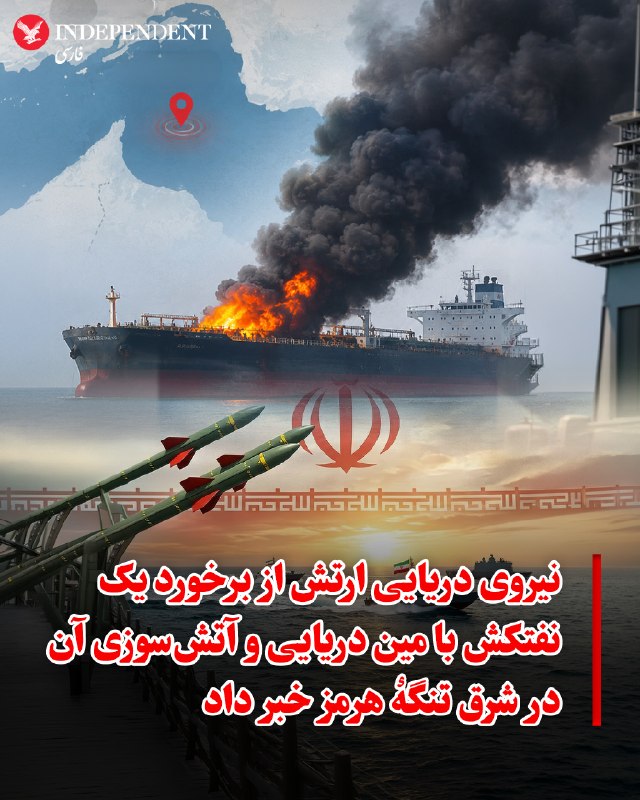 INDEPENDENT
فارسی
نیروی دریایی ارتش از برخورد یک
نفتکش با مین دریایی و آتش‌سوزی آن
در شرق تنگهٔ هرمز خبر داد